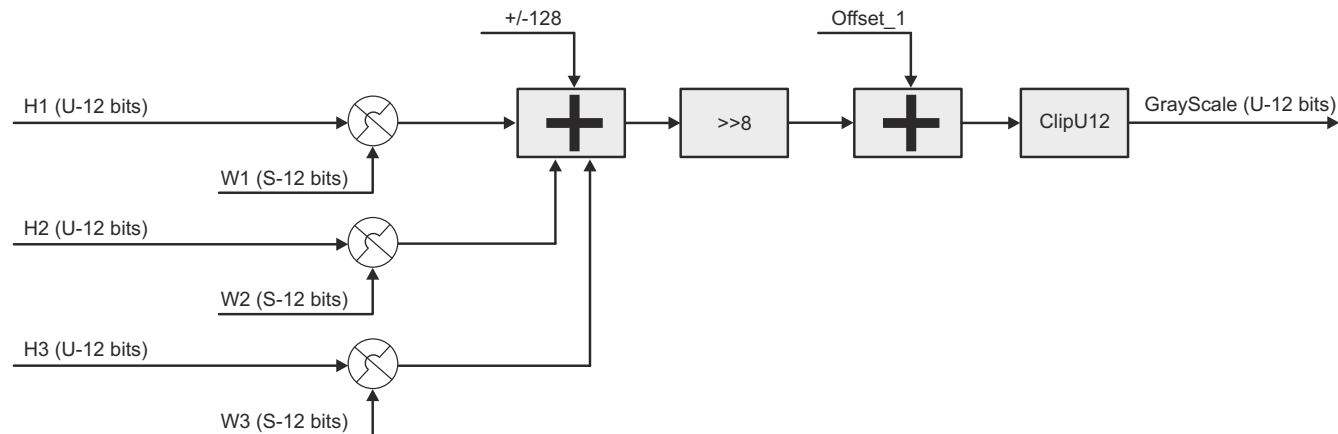 +/-128
Offset_1
H1 (U-12 bits)
>>8
ClipU12
GrayScale (U-12 bits)
W1 (S-12 bits)
H2 (U-12 bits)
W2 (S-12 bits)
H3 (U-12 bits)
W3 (S-12 bits)